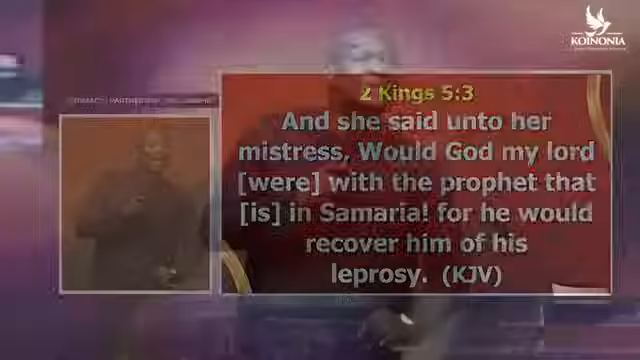 KOINONIA
2 Kings 5:3
And she said unto her
mistress, Would God my lord
[were] with the prophet that
[is] in Samaria! for he would
recover him of his
leprosy. (KJV)